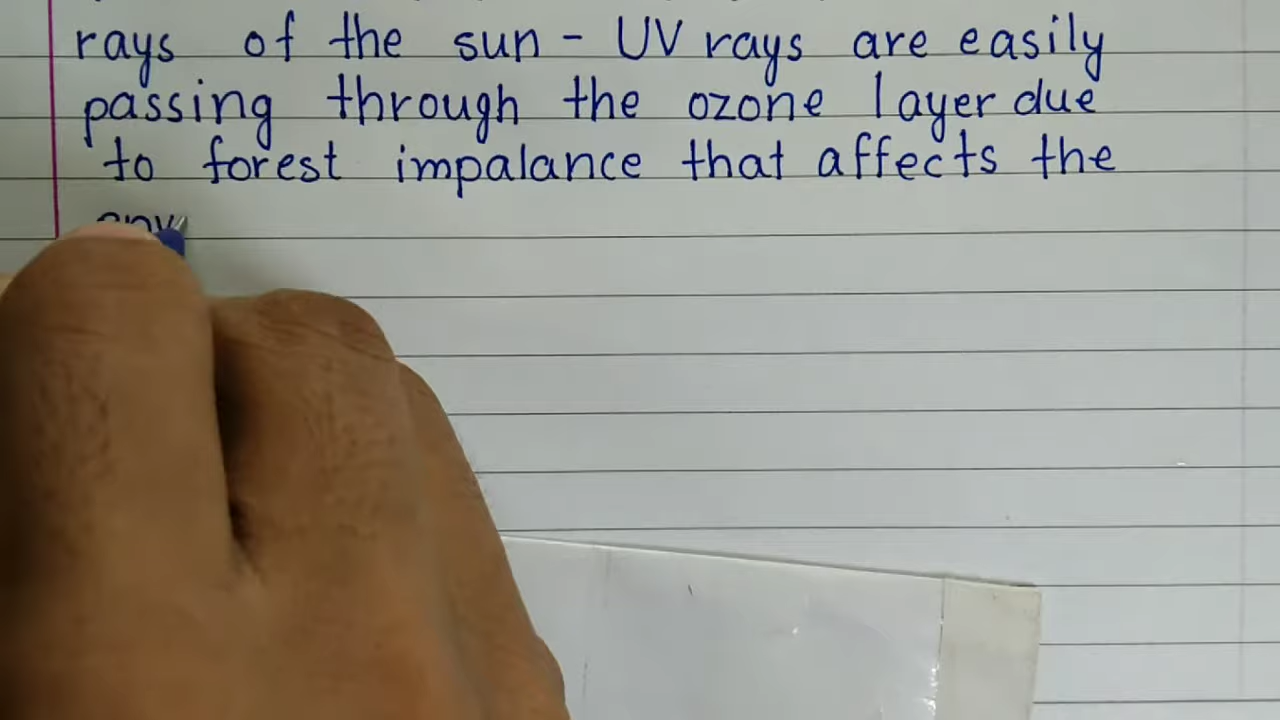 rays of the sun - UV rays are easily
passing through the ozone layer due
to forest impalance that affects the
env